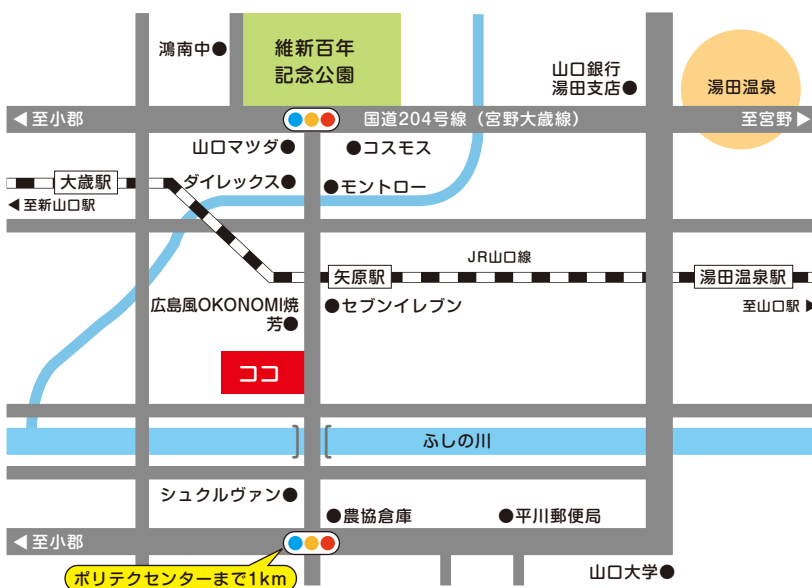 鴻南中
維新百年
記念公園
山口銀行
湯田支店
湯田温泉
至小郡
国道204号線（宮野大歳線）
至宮野
山口マツダ
コスモス
大歳駅
ダイレックス
モントロー
至新山口駅
JR山口線
矢原駅
湯田温泉駅
広島風OKONOMI焼
芳
セブンイレブン
至山口駅
ココ
ふしの川
シュクルヴァン
農協倉庫
平川郵便局
至小郡
ポリテクセンターまで1km
山口大学